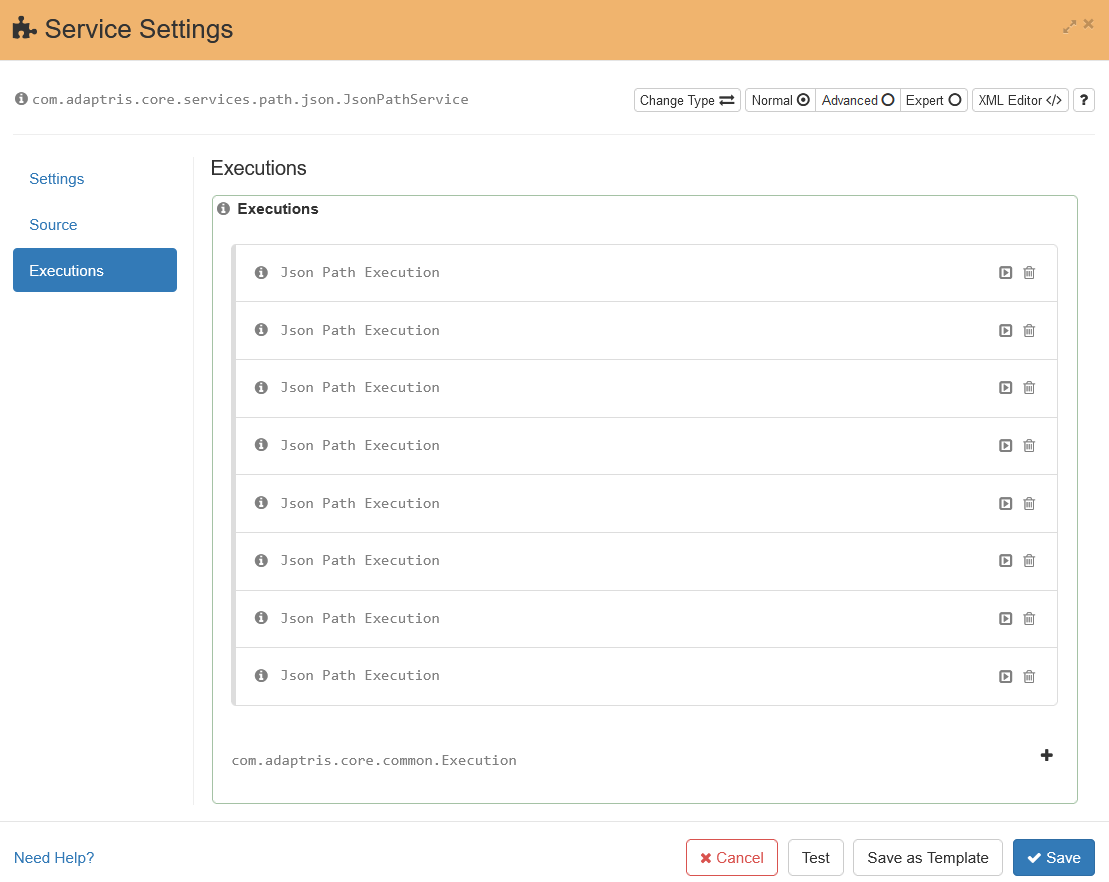 Service Settings
com.adaptris.core.services.path.json.JsonPathService
Change Type
Normal
Advanced
Expert
XML Editor </>
?
Settings
Source
Executions
Executions
Executions
Json Path Execution
Json Path Execution
Json Path Execution
Json Path Execution
Json Path Execution
Json Path Execution
Json Path Execution
Json Path Execution
com.adaptris.core.common.Execution
Need Help?
Cancel
Test
Save as Template
Save